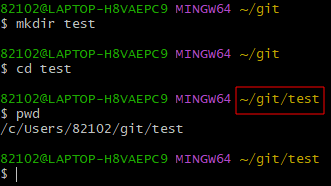 82102@LAPTOP-H8VAEPC9 MINGW64 ~/git
$ mkdir test
82102@LAPTOP-H8VAEPC9 MINGW64 ~/git
$ cd test
82102@LAPTOP-H8VAEPC9 MINGW64 ~/git/test
$ pwd
/c/Users/82102/git/test
82102@LAPTOP-H8VAEPC9 MINGW64 ~/git/test
$